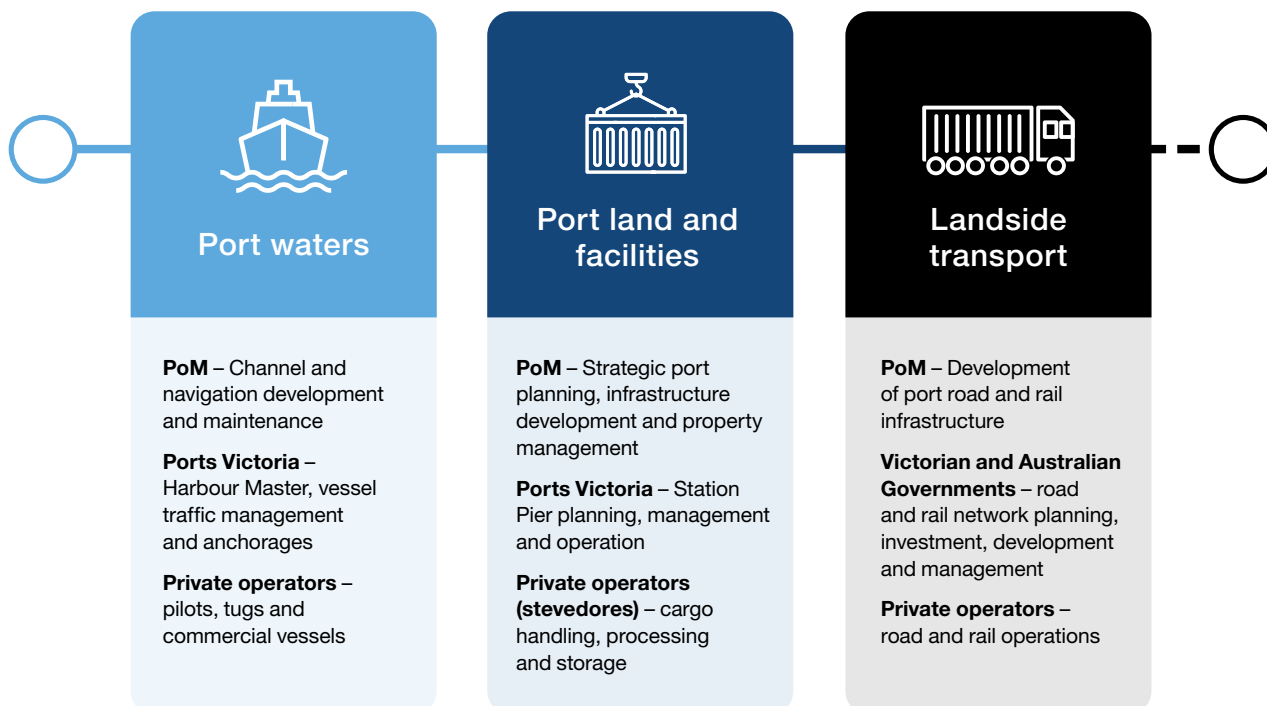 Port waters
PoM – Channel and
navigation development
and maintenance
Ports Victoria –
Harbour Master, vessel
traffic management
and anchorages
Private operators –
pilots, tugs and
commercial vessels
Port land and
facilities
PoM – Strategic port
planning, infrastructure
development and property
management
Ports Victoria – Station
Pier planning, management
and operation
Private operators
(stevedores) – cargo
handling, processing
and storage
Landside
transport
PoM – Development
of port road and rail
infrastructure
Victorian and Australian
Governments – road
and rail network planning,
investment, development
and management
Private operators –
road and rail operations